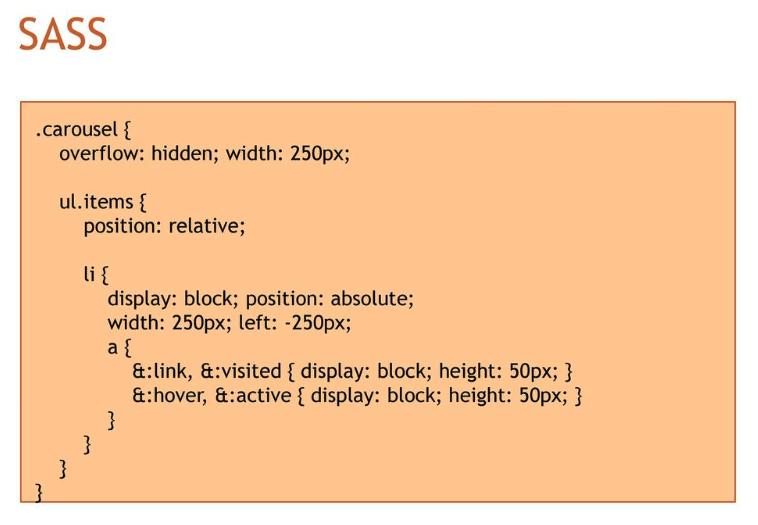 SASS
.carousel {
overflow: hidden; width: 250px;
ul.items {
position: relative;
li {
display: block; position: absolute;
width: 250px; left: -250px;
a {
&:link, &:visited { display: block; height: 50px; }
&:hover, &:active { display: block; height: 50px; }
}
}
}
}